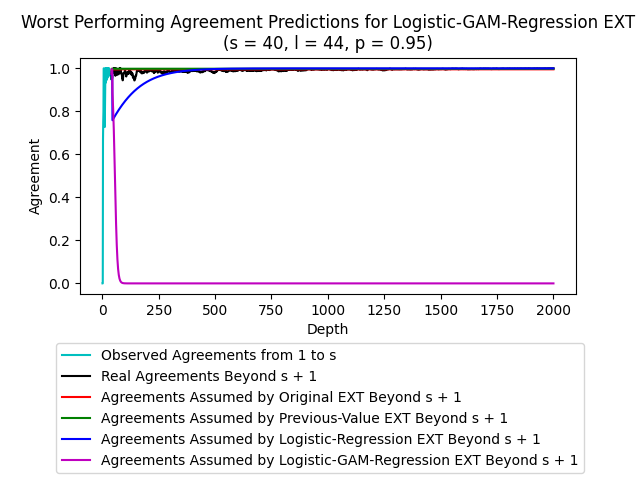 Worst Performing Agreement Predictions for Logistic-GAM-Regression EXT
(s = 40, l = 44, p = 0.95)
1.0
0.8
0.6
0.4
0.2
0.0
Agreement
0 250 500 750 1000 1250 1500 1750 2000
Depth
Observed Agreements from 1 to s
Real Agreements Beyond s + 1
Agreements Assumed by Original EXT Beyond s + 1
Agreements Assumed by Previous-Value EXT Beyond s + 1
Agreements Assumed by Logistic-Regression EXT Beyond s + 1
Agreements Assumed by Logistic-GAM-Regression EXT Beyond s + 1